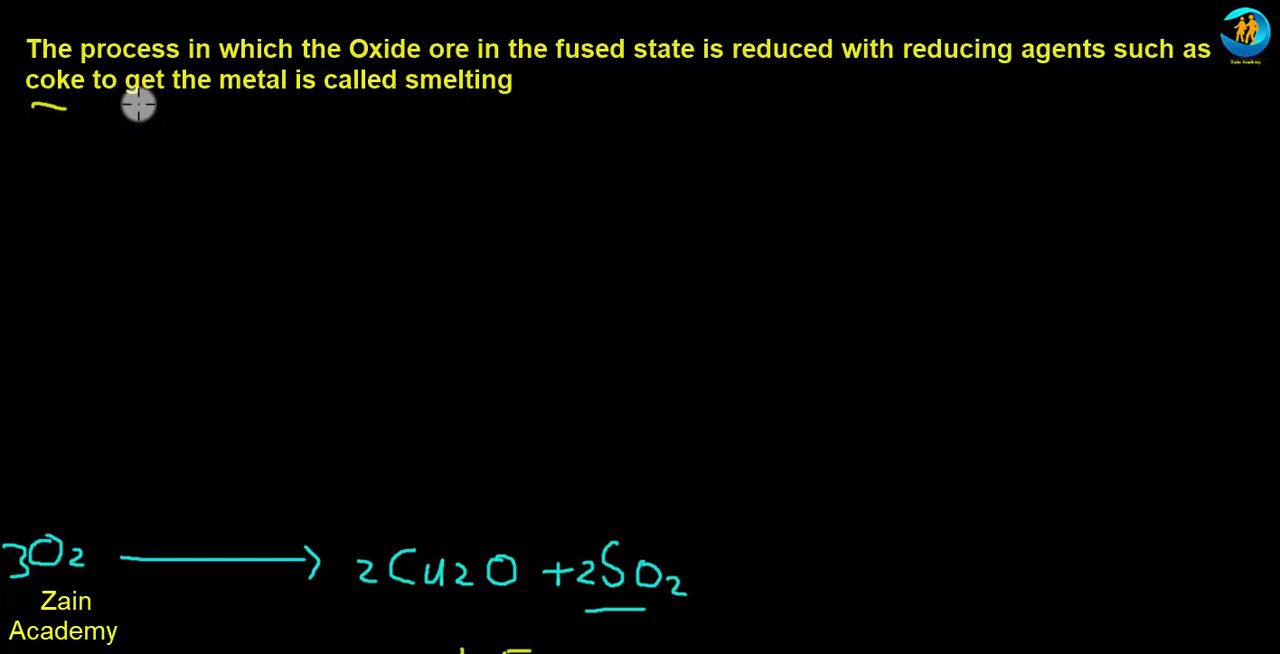 The process in which the Oxide ore in the fused state is reduced with reducing agents such as
coke to get the metal is called smelting
3O2 → 2Cu2O +2SO2
Zain
Academy